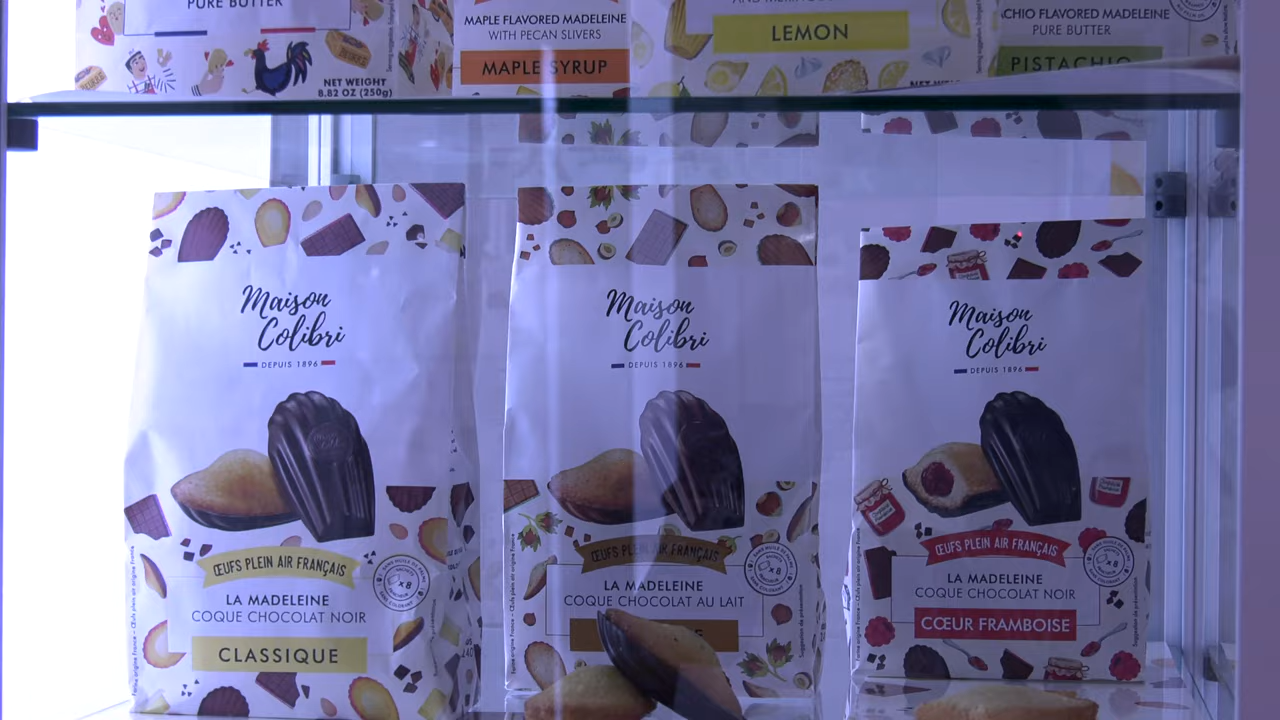 PURE BUTTER
NET WEIGHT
8.82 OZ (250g)
MAPLE FLAVORED MADELEINE
WITH PECAN SLIVERS
MAPLE SYRUP
LEMON
FLAVORED MADELEINE
PURE BUTTER
PISTACHIO
Maison
Colibri
DEPUIS 1896
ŒUFS PLEIN AIR FRANÇAIS
x8
LA MADELEINE
COQUE CHOCOLAT NOIR
CLASSIQUE
Maison
Colibri
DEPUIS 1896
ŒUFS PLEIN AIR FRANÇAIS
x8
LA MADELEINE
COQUE CHOCOLAT AU LAIT
Maison
Colibri
DEPUIS 1896
ŒUFS PLEIN AIR FRANÇAIS
x8
LA MADELEINE
COQUE CHOCOLAT NOIR
CŒUR FRAMBOISE